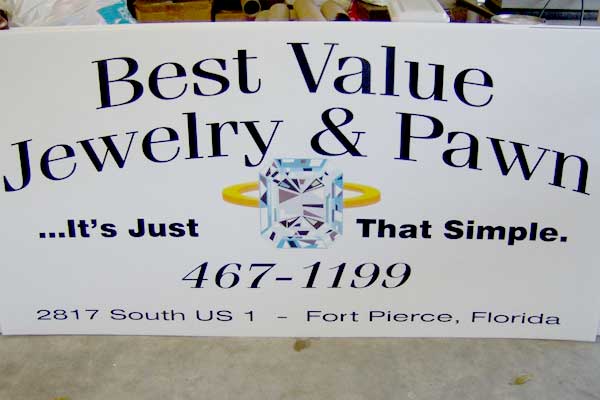 Best Value
Jewelry & Pawn
...It's Just That Simple.
467-1199
2817 South US 1 - Fort Pierce, Florida